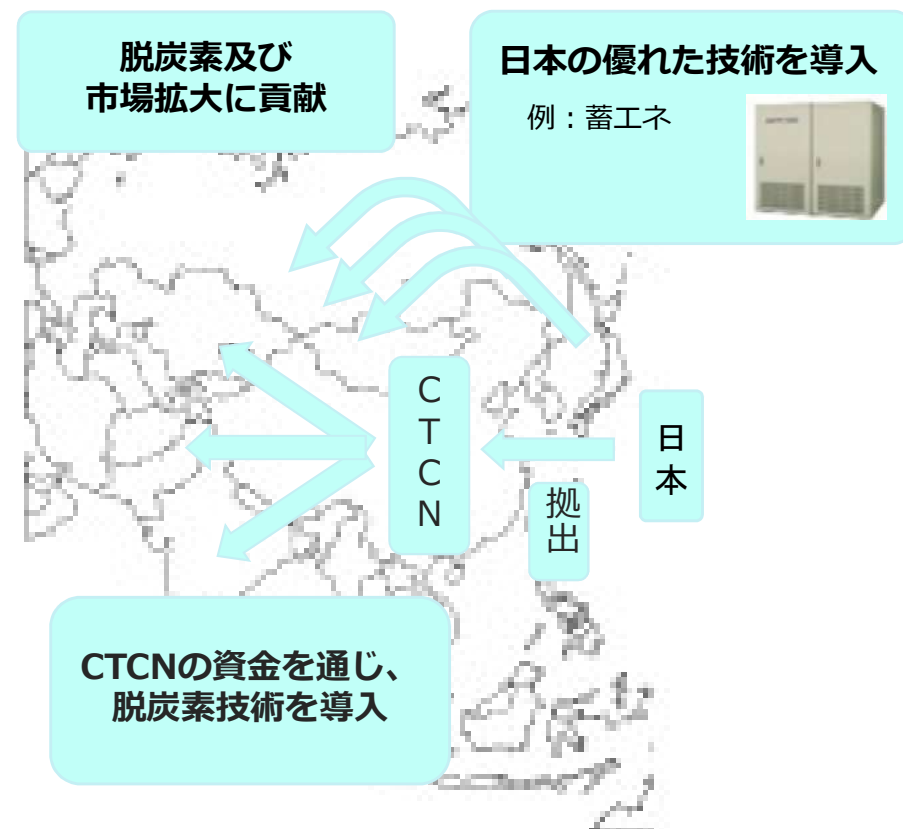 脱炭素及び
市場拡大に貢献
日本の優れた技術を導入
例：蓄エネ
CTCN
日本
拠出
CTCNの資金を通じ、
脱炭素技術を導入